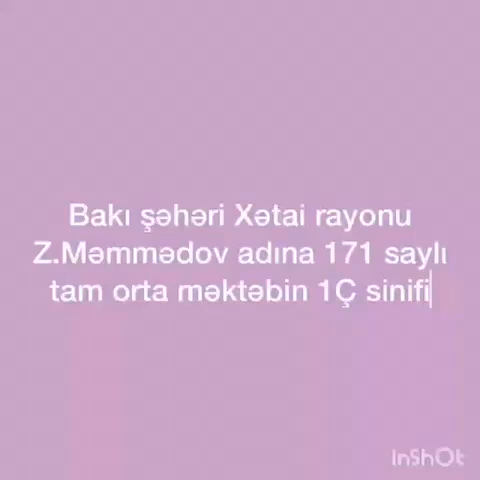 Bakı şəhəri Xətai rayonu
Z.Məmmədov adına 171 saylı
tam orta məktəbin 1Ç sinifi
InShOt